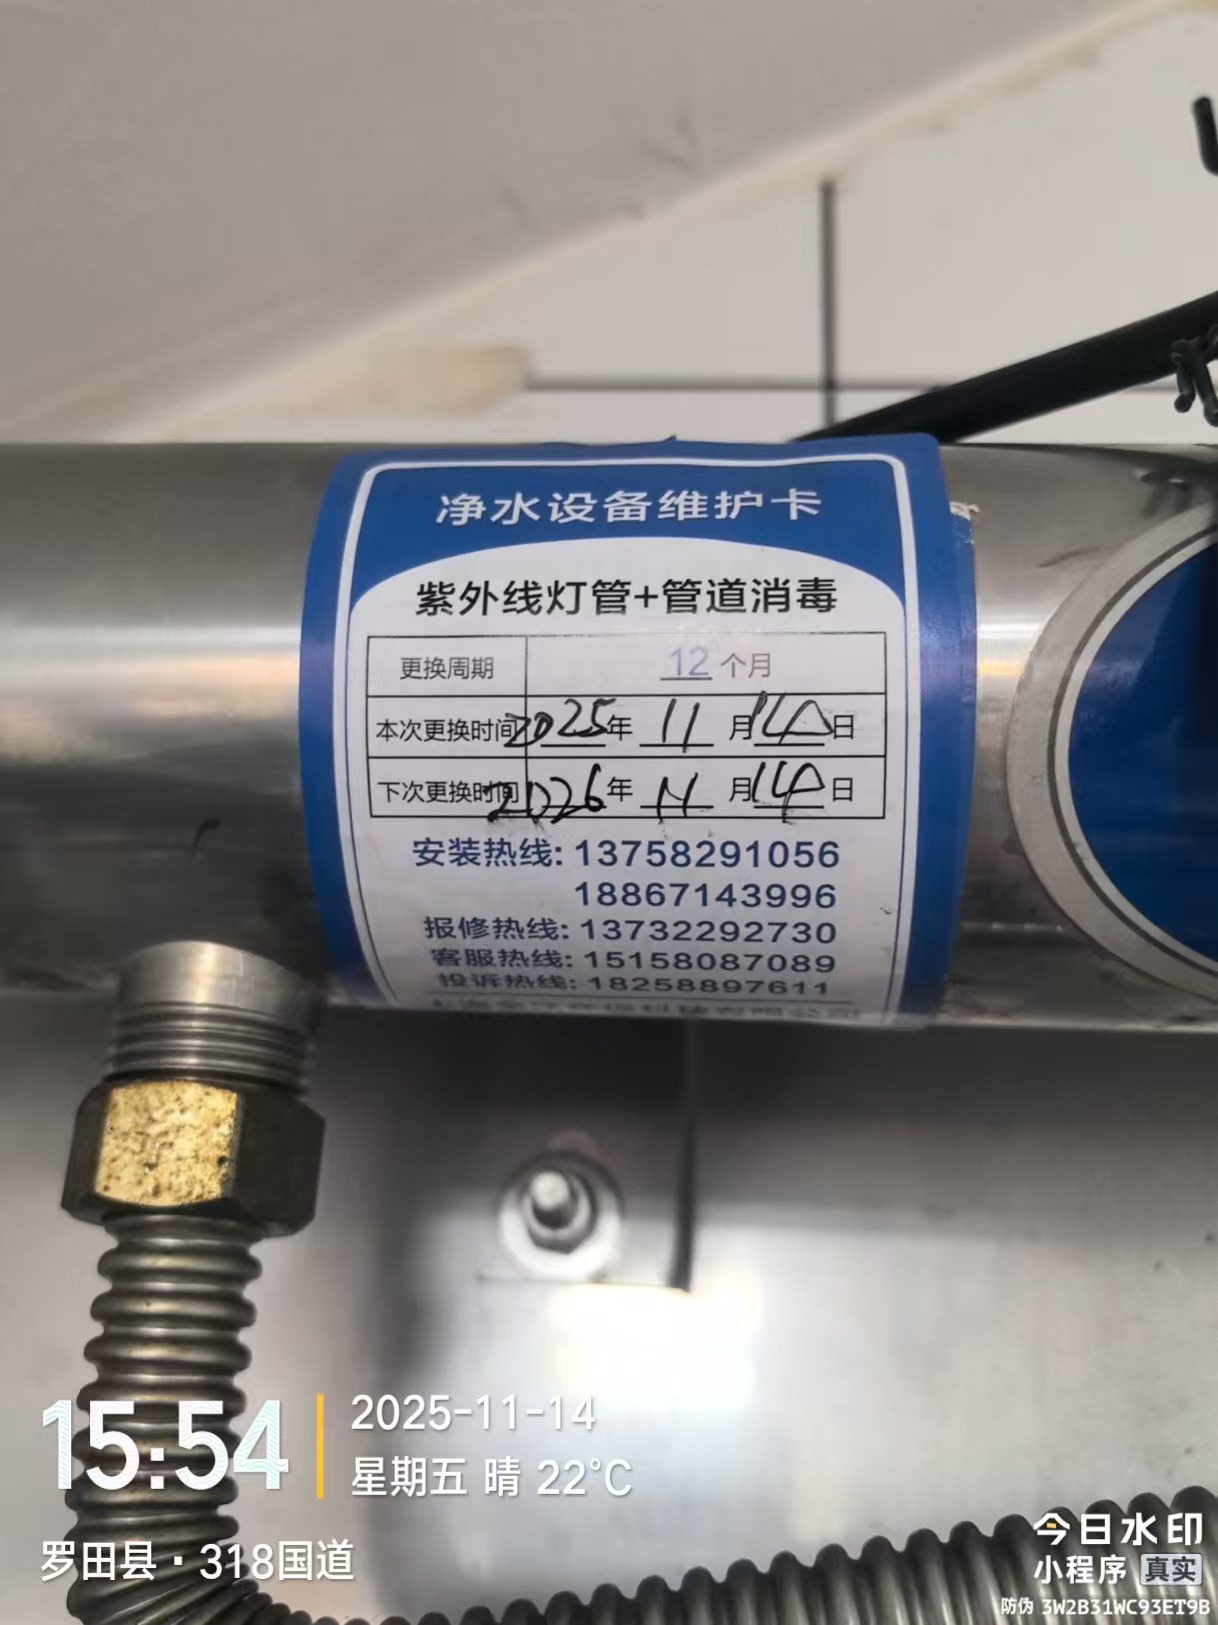 净水设备维护卡
紫外线灯管+管道消毒
更换周期 12 个月
本次更换时间 2025年 11 月 14 日
下次更换时间 2026年 11 月 14 日
安装热线: 13758291056
18867143996
报修热线: 13732292730
客服热线: 15158087089
投诉热线: 18258897611
15:54
2025-11-14
星期五 晴 22°C
罗田县·318国道
今日水印
小程序 真实
防伪 3W2B31WC93ET9B